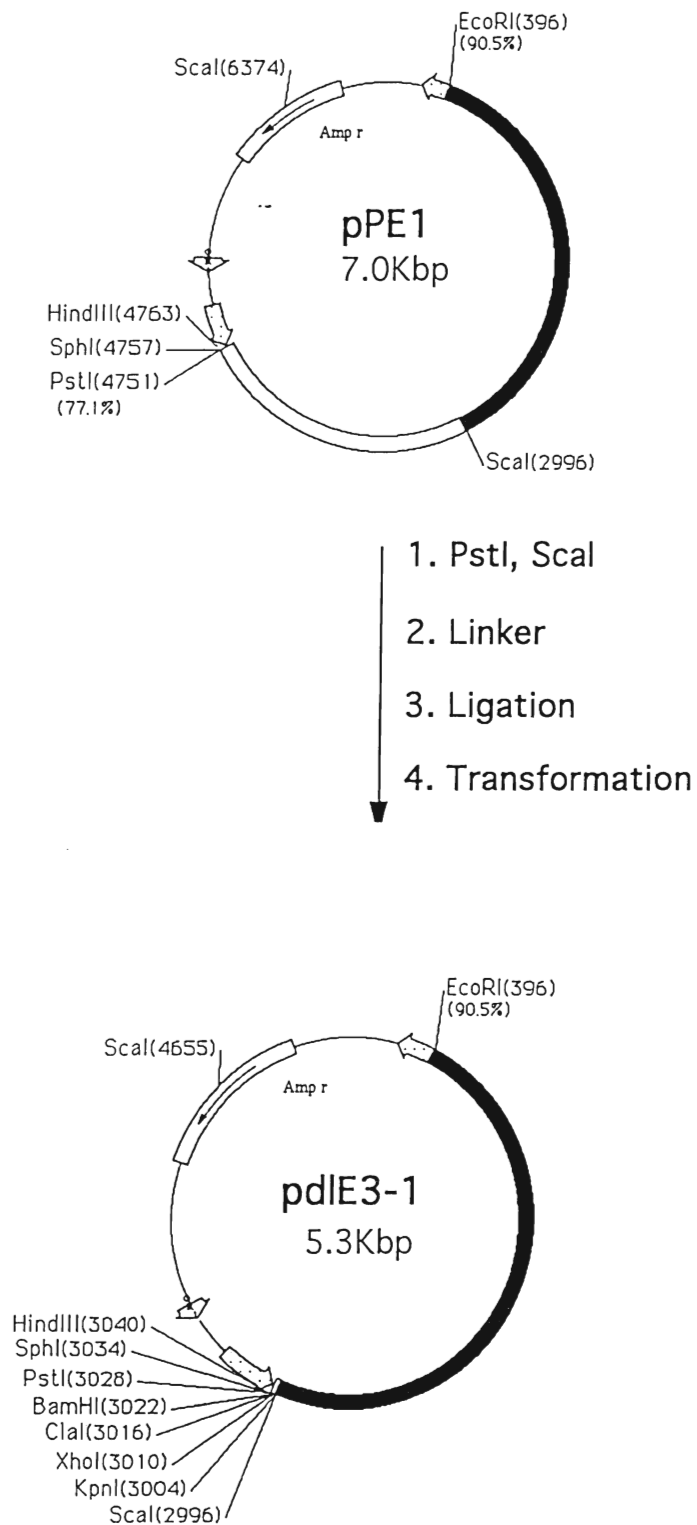 EcoRI(396)
(90.5%)
ScaI(6374)
Amp r
pPE1
7.0Kbp
HindIII(4763)
SphI(4757)
PstI(4751)
(77.1%)
ScaI(2996)
1. PstI, ScaI
2. Linker
3. Ligation
4. Transformation
EcoRI(396)
(90.5%)
ScaI(4655)
Amp r
pdlE3-1
5.3Kbp
HindIII(3040)
SphI(3034)
PstI(3028)
BamHI(3022)
ClaI(3016)
XhoI(3010)
KpnI(3004)
ScaI(2996)